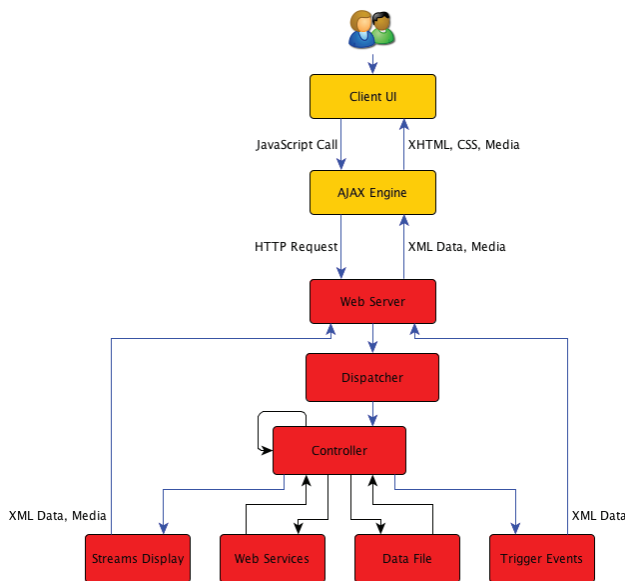 Client UI
JavaScript Call
XHTML, CSS, Media
AJAX Engine
HTTP Request
XML Data, Media
Web Server
Dispatcher
Controller
XML Data, Media
XML Data
Streams Display
Web Services
Data File
Trigger Events